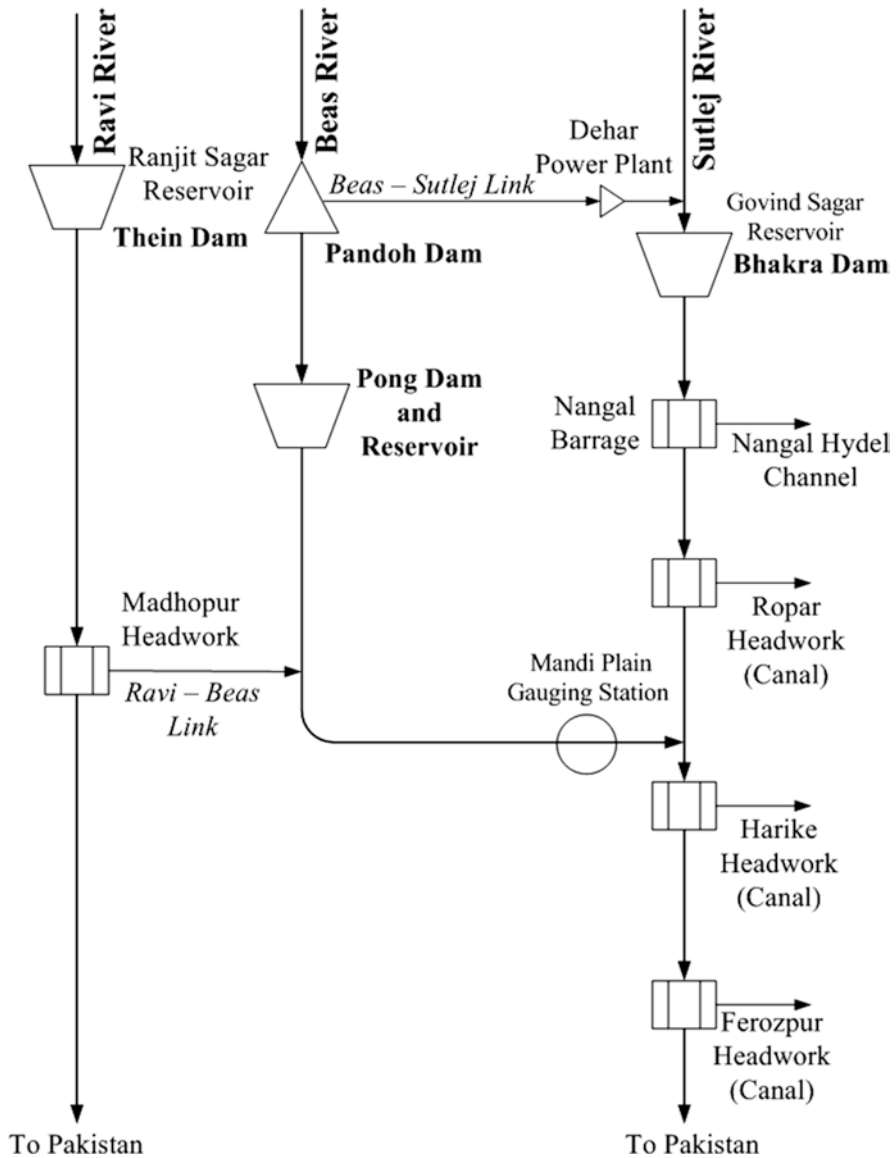 Ravi River
Beas River
Sutlej River
Ranjit Sagar
Reservoir
Thein Dam
Beas – Sutlej Link
Pandoh Dam
Dehar
Power Plant
Govind Sagar
Reservoir
Bhakra Dam
Pong Dam
and
Reservoir
Nangal
Barrage
Nangal Hydel
Channel
Ropar
Headwork
(Canal)
Madhopur
Headwork
Ravi – Beas
Link
Mandi Plain
Gauging Station
Harike
Headwork
(Canal)
Ferozpur
Headwork
(Canal)
To Pakistan
To Pakistan